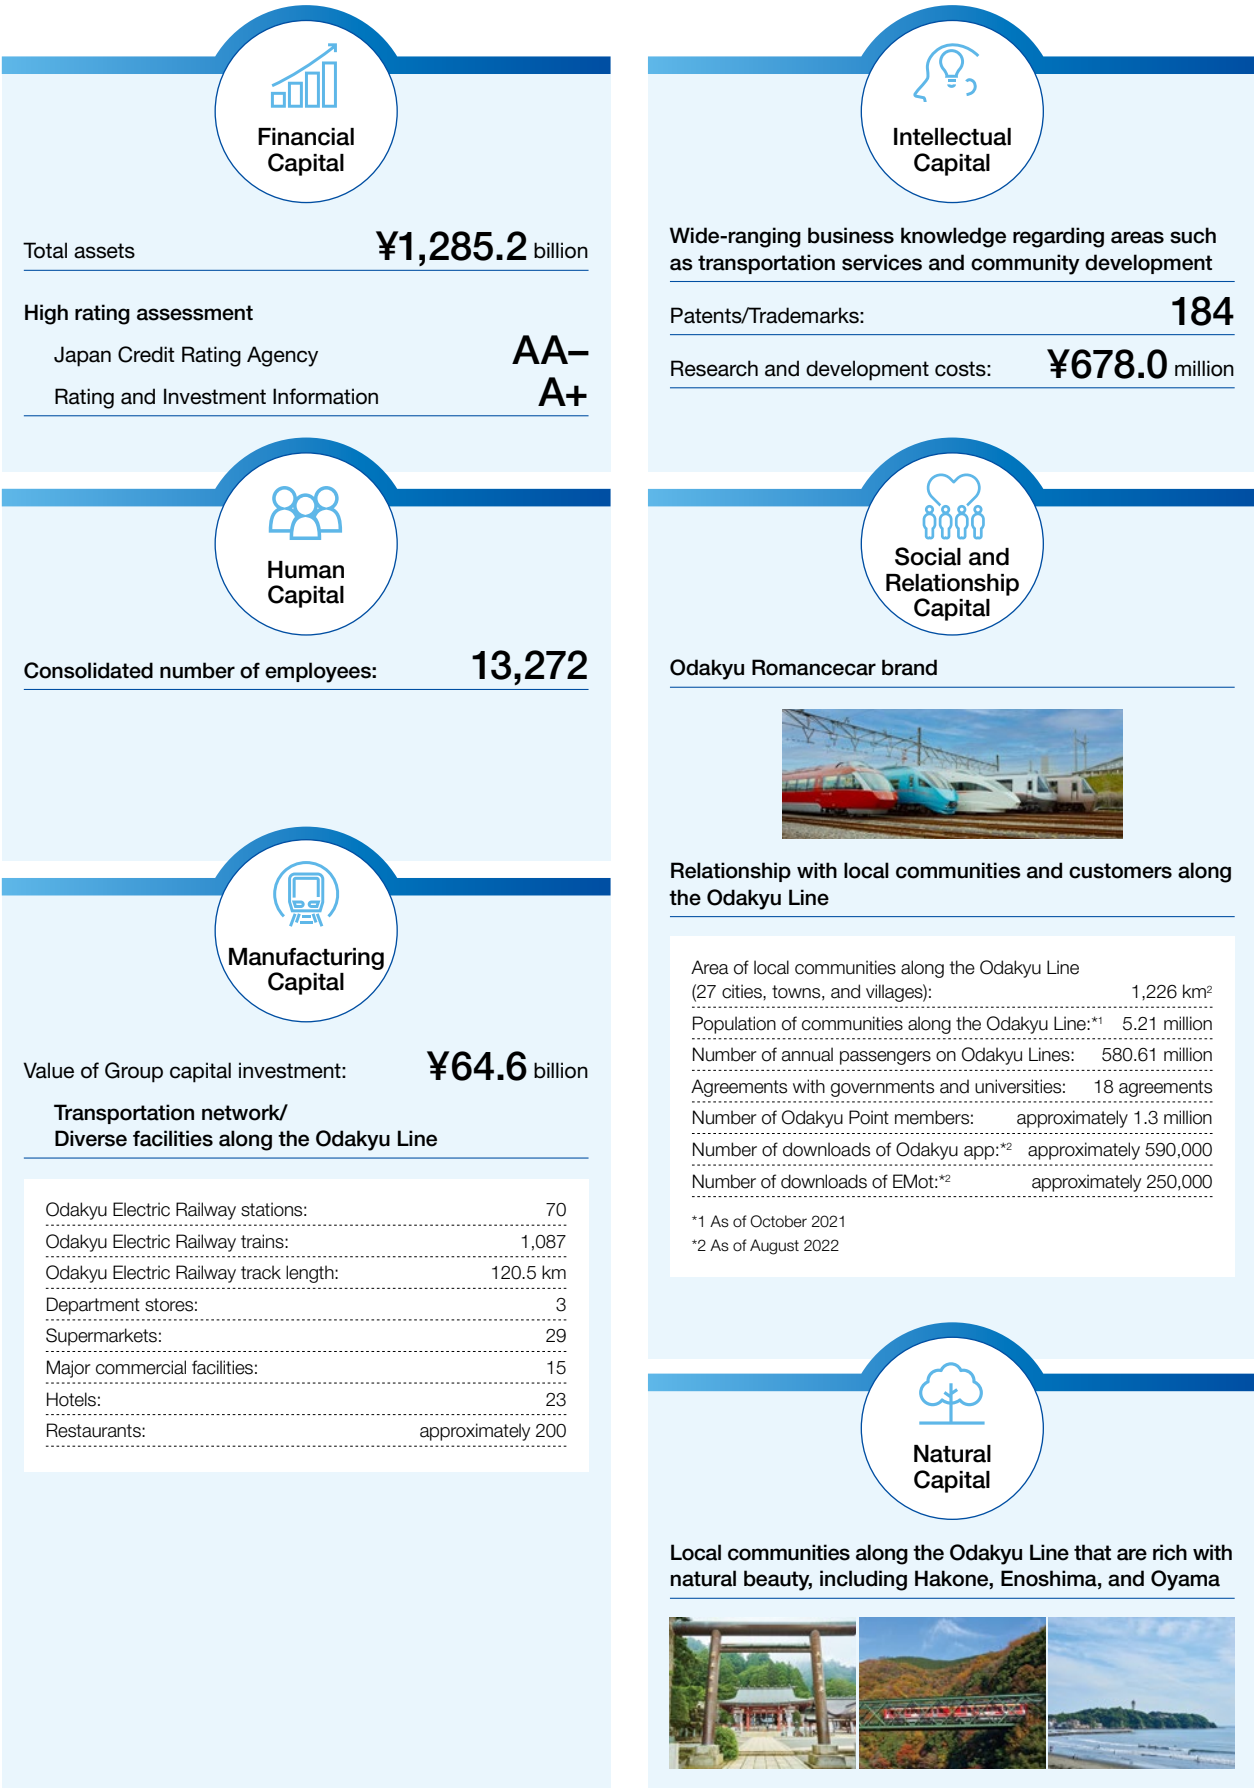 Financial
Capital
Total assets ¥1,285.2 billion
High rating assessment
Japan Credit Rating Agency AA–
Rating and Investment Information A+
Human
Capital
Consolidated number of employees: 13,272
Manufacturing
Capital
Value of Group capital investment: ¥64.6 billion
Transportation network/
Diverse facilities along the Odakyu Line
Odakyu Electric Railway stations: 70
Odakyu Electric Railway trains: 1,087
Odakyu Electric Railway track length: 120.5 km
Department stores: 3
Supermarkets: 29
Major commercial facilities: 15
Hotels: 23
Restaurants: approximately 200
Intellectual
Capital
Wide-ranging business knowledge regarding areas such
as transportation services and community development
Patents/Trademarks: 184
Research and development costs: ¥678.0 million
Social and
Relationship
Capital
Odakyu Romancecar brand
Relationship with local communities and customers along
the Odakyu Line
Area of local communities along the Odakyu Line
(27 cities, towns, and villages): 1,226 km²
Population of communities along the Odakyu Line:*1 5.21 million
Number of annual passengers on Odakyu Lines: 580.61 million
Agreements with governments and universities: 18 agreements
Number of Odakyu Point members: approximately 1.3 million
Number of downloads of Odakyu app:*2 approximately 590,000
Number of downloads of EMot:*2 approximately 250,000
*1 As of October 2021
*2 As of August 2022
Natural
Capital
Local communities along the Odakyu Line that are rich with
natural beauty, including Hakone, Enoshima, and Oyama